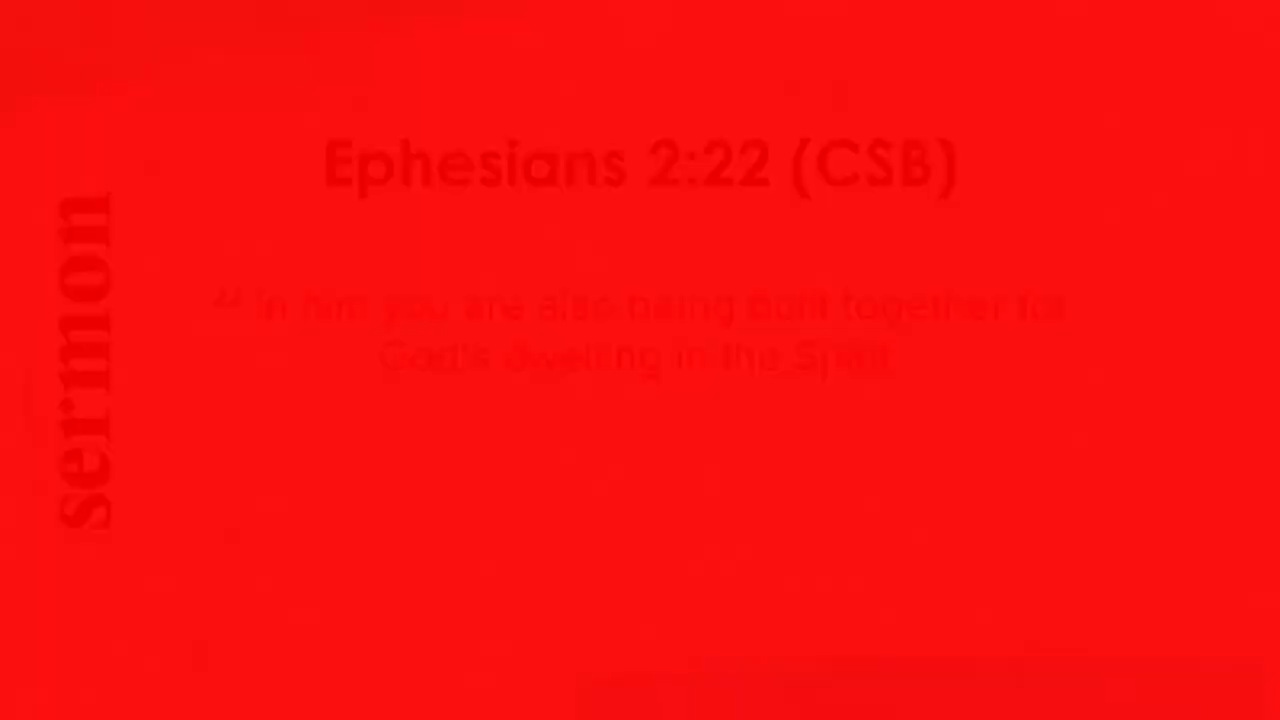 sermon
Ephesians 2:22 (CSB)
22 In him you are also being built together for
God's dwelling in the Spirit.